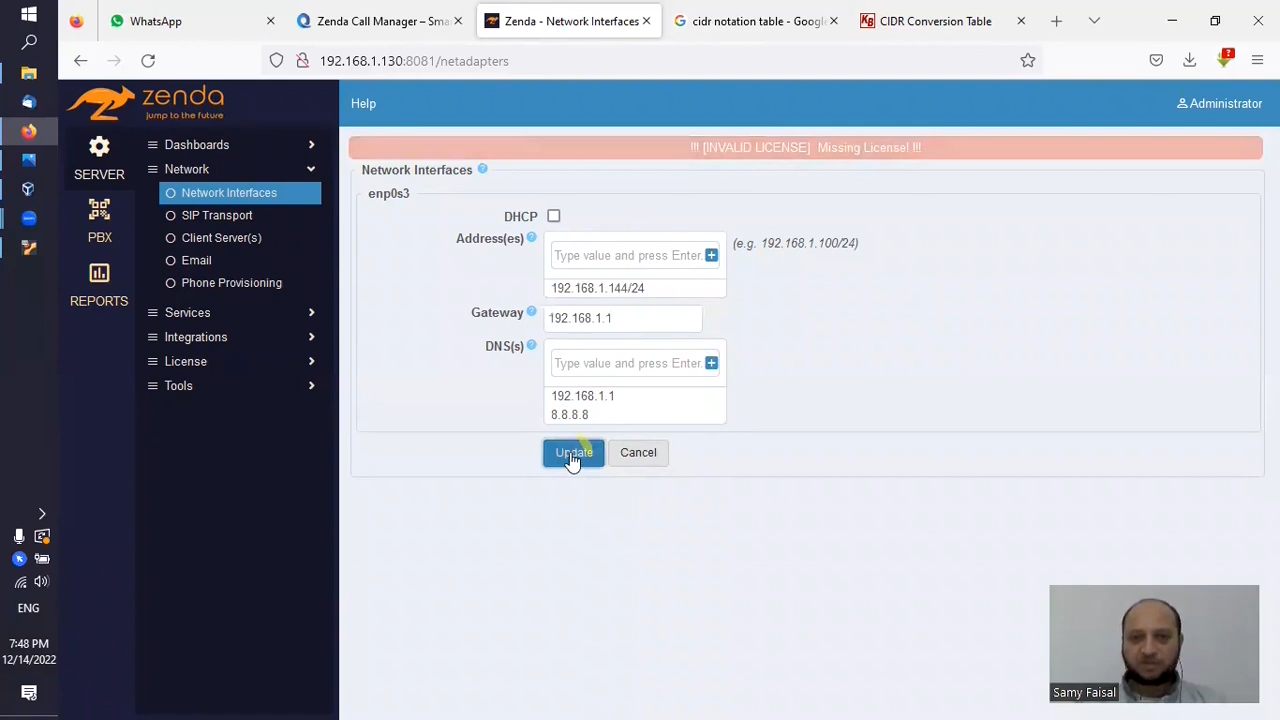 WhatsApp
Zenda Call Manager – Sma
Zenda - Network Interfaces
cidr notation table - Google
CIDR Conversion Table
192.168.1.130:8081/netadapters
zenda
jump to the future
Help
Administrator
SERVER
PBX
REPORTS
Dashboards
Network
Network Interfaces
SIP Transport
Client Server(s)
Email
Phone Provisioning
Services
Integrations
License
Tools
!!! [INVALID LICENSE] Missing License! !!!
Network Interfaces
enp0s3
DHCP
Address(es)
Type value and press Enter.
(e.g. 192.168.1.100/24)
192.168.1.144/24
Gateway
192.168.1.1
DNS(s)
Type value and press Enter.
192.168.1.1
8.8.8.8
Update
Cancel
ENG
7:48 PM
12/14/2022
Samy Faisal